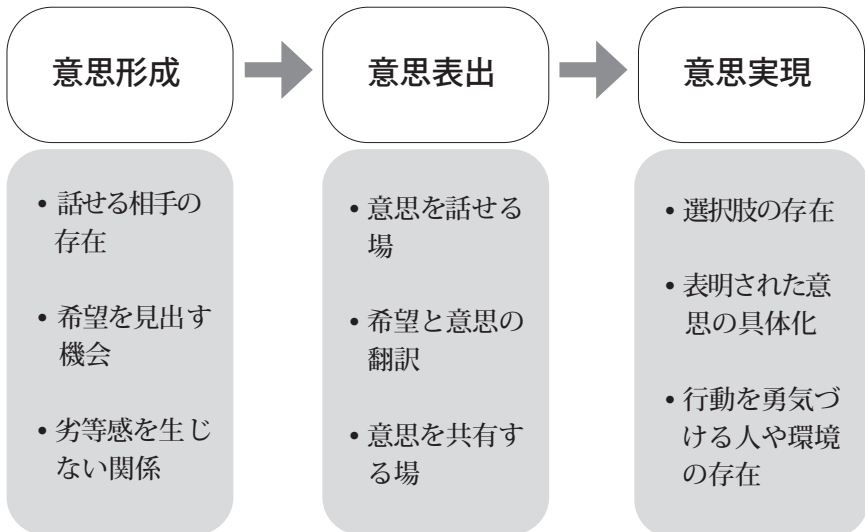 意思形成
意思表出
意思実現
• 話せる相手の
存在
• 希望を見出す
機会
• 劣等感を生じ
ない関係
• 意思を話せる
場
• 希望と意思の
翻訳
• 意思を共有す
る場
• 選択肢の存在
• 表明された意
思の具体化
• 行動を勇気づ
ける人や環境
の存在